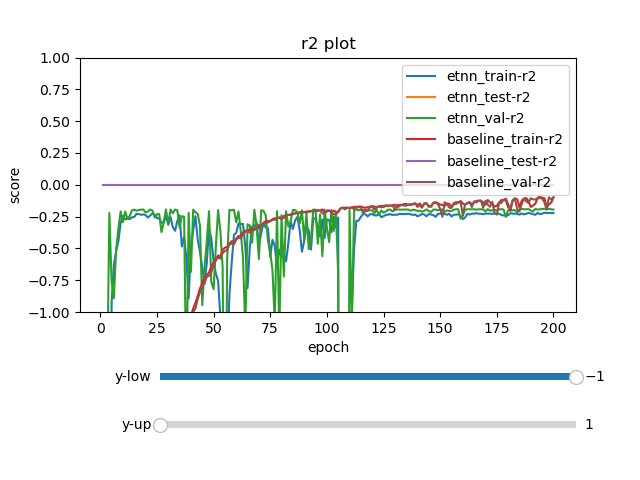 r2 plot
1.00
0.75
0.50
0.25
0.00
−0.25
−0.50
−0.75
−1.00
score
etnn_train-r2
etnn_test-r2
etnn_val-r2
baseline_train-r2
baseline_test-r2
baseline_val-r2
0 25 50 75 100 125 150 175 200
epoch
y-low −1
y-up 1